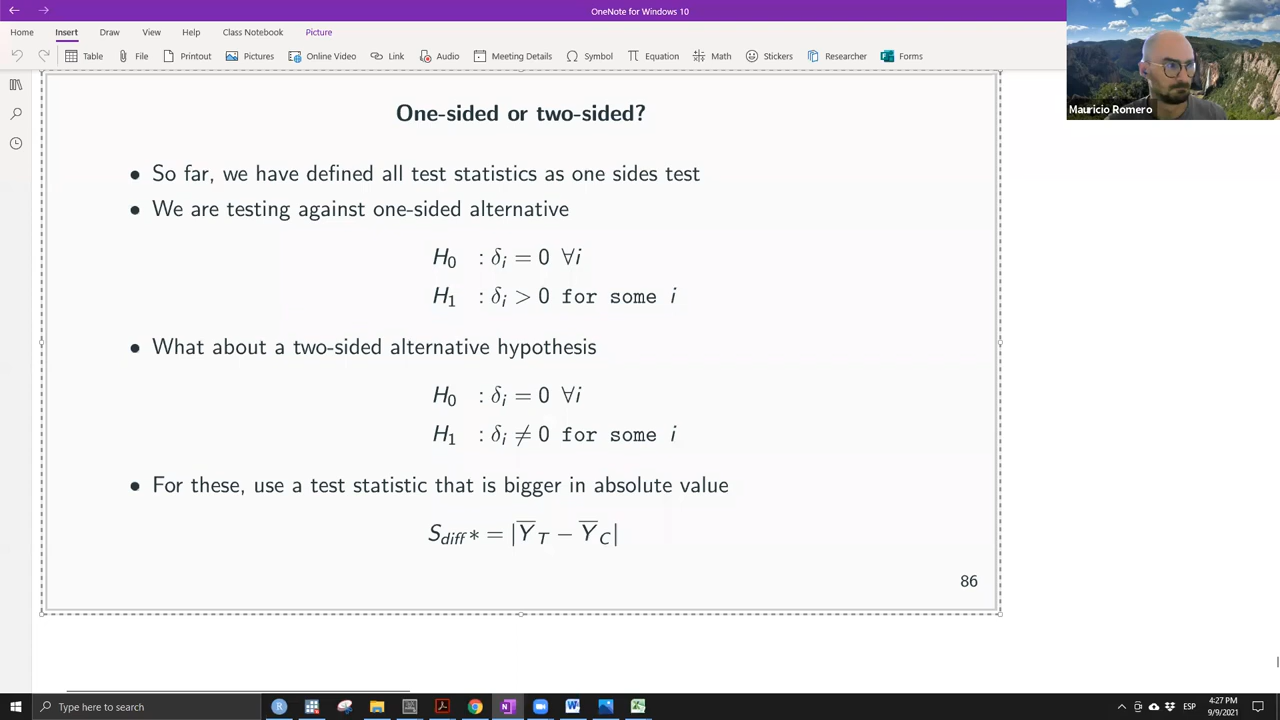 OneNote for Windows 10
Home Insert Draw View Help Class Notebook Picture
Table File Printout Pictures Online Video Link Audio Meeting Details Symbol Equation Math Stickers Researcher Forms
Mauricio Romero
One-sided or two-sided?
• So far, we have defined all test statistics as one sides test
• We are testing against one-sided alternative
H₀ : δᵢ = 0 ∀i
H₁ : δᵢ > 0 for some i
• What about a two-sided alternative hypothesis
H₀ : δᵢ = 0 ∀i
H₁ : δᵢ ≠ 0 for some i
• For these, use a test statistic that is bigger in absolute value
S_diff* = |Y̅_T − Y̅_C|
86
Type here to search
ESP
4:27 PM
9/9/2021